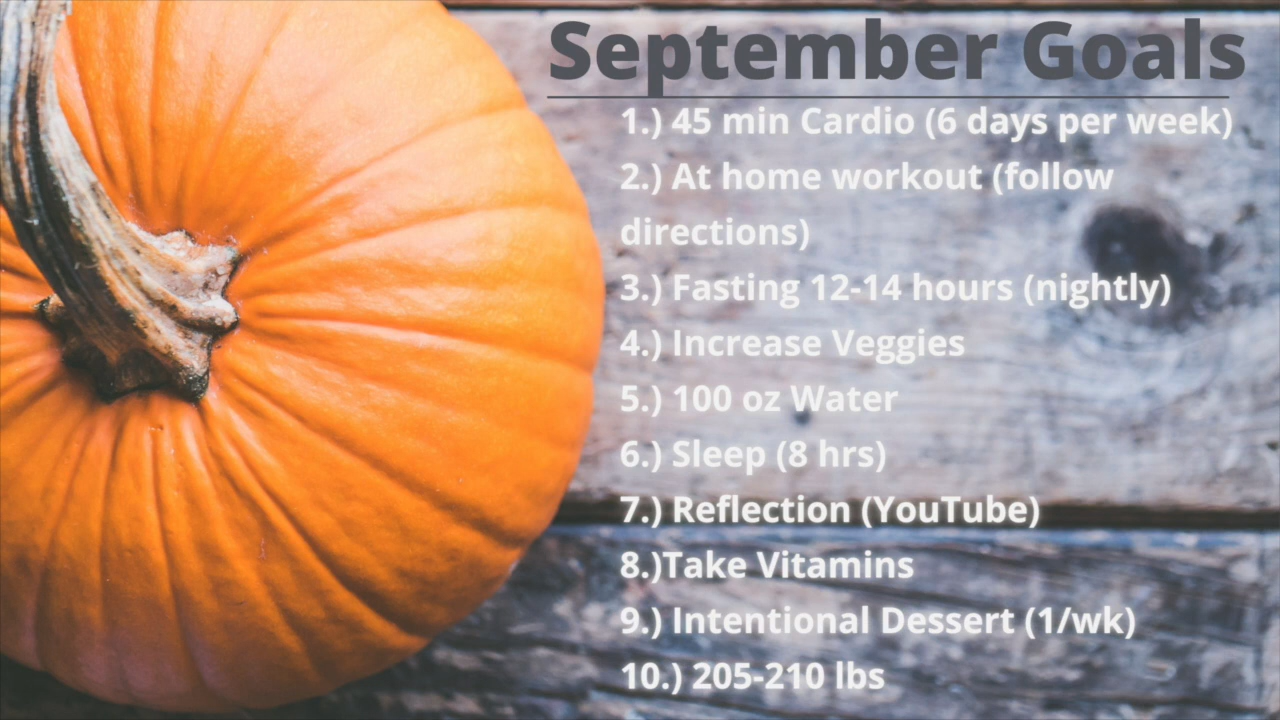 September Goals
1.) 45 min Cardio (6 days per week)
2.) At home workout (follow
directions)
3.) Fasting 12-14 hours (nightly)
4.) Increase Veggies
5.) 100 oz Water
6.) Sleep (8 hrs)
7.) Reflection (YouTube)
8.)Take Vitamins
9.) Intentional Dessert (1/wk)
10.) 205-210 lbs